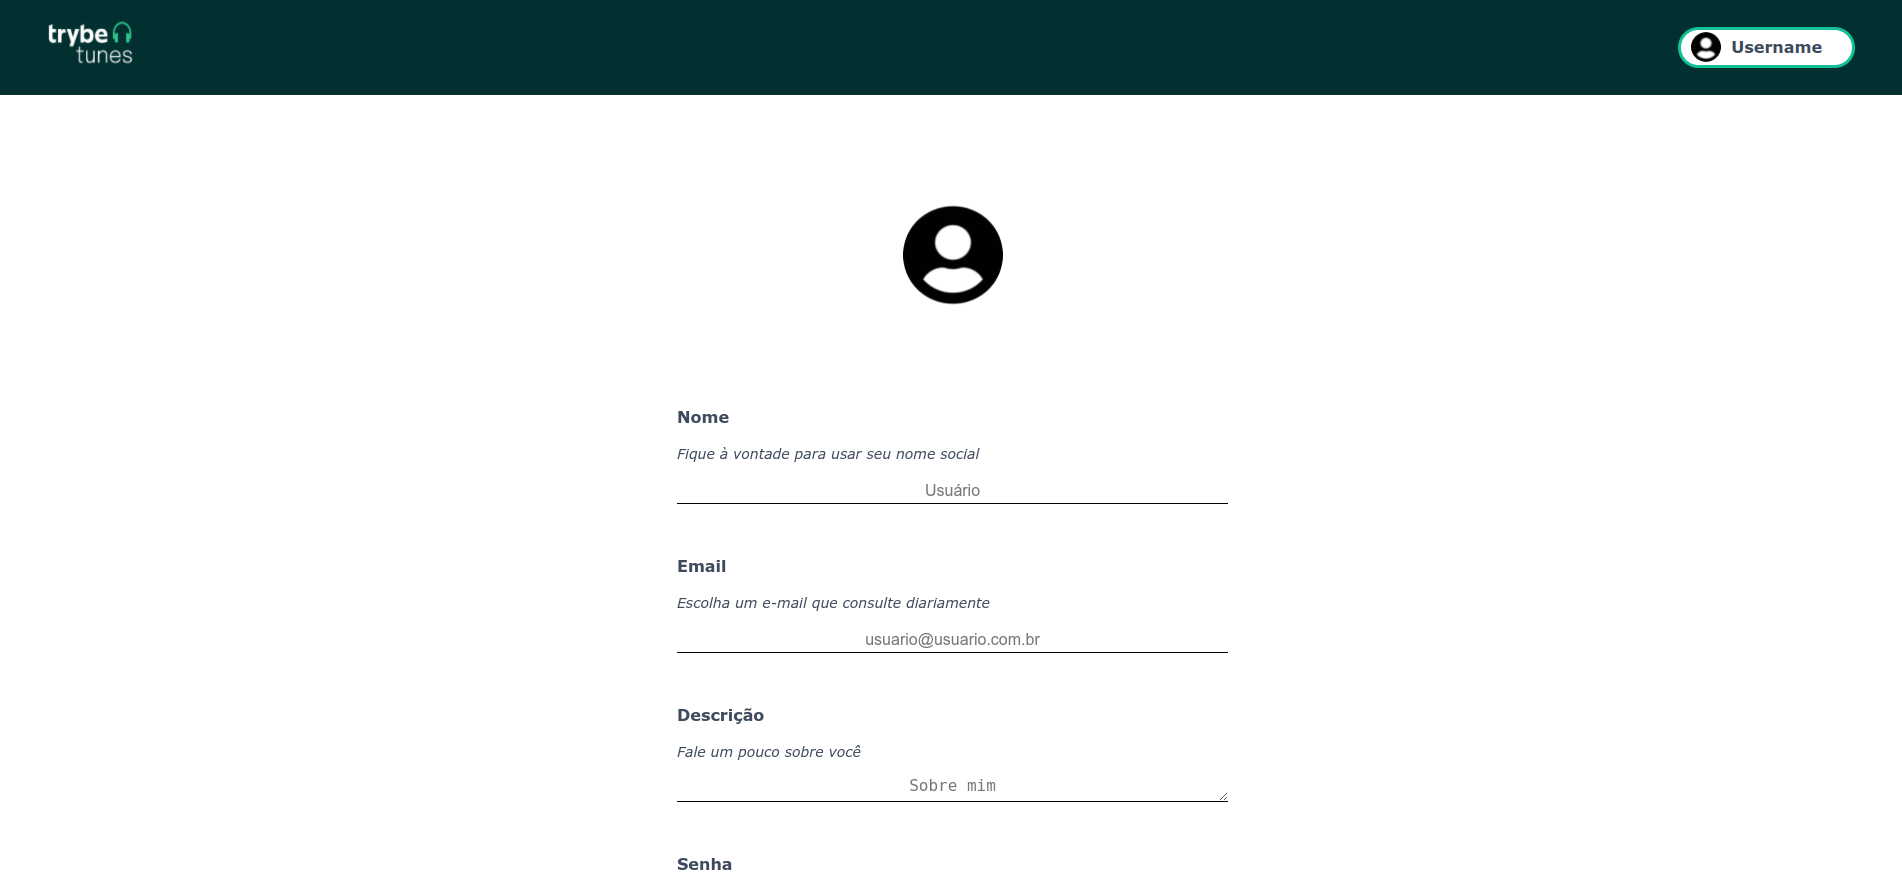 trybe
tunes
Username
Nome
Fique à vontade para usar seu nome social
Usuário
Email
Escolha um e-mail que consulte diariamente
usuario@usuario.com.br
Descrição
Fale um pouco sobre você
Sobre mim
Senha